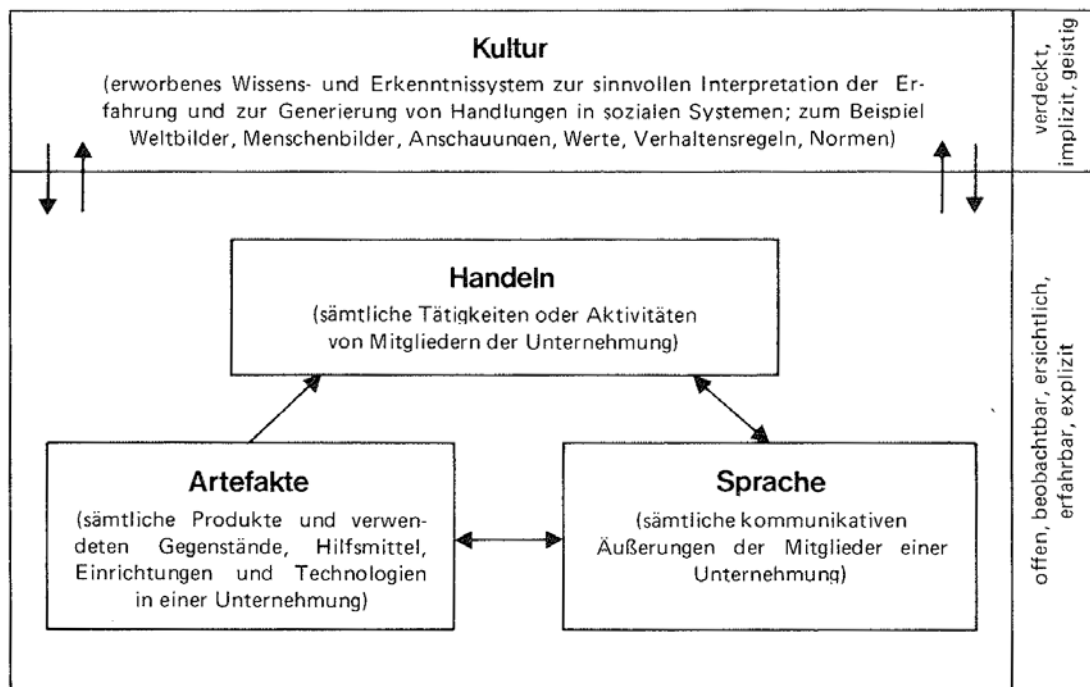 Kultur
(erworbenes Wissens- und Erkenntnissystem zur sinnvollen Interpretation der Er-
fahrung und zur Generierung von Handlungen in sozialen Systemen; zum Beispiel
Weltbilder, Menschenbilder, Anschauungen, Werte, Verhaltensregeln, Normen)
verdeckt,
implizit, geistig
Handeln
(sämtliche Tätigkeiten oder Aktivitäten
von Mitgliedern der Unternehmung)
Artefakte
(sämtliche Produkte und verwen-
deten Gegenstände, Hilfsmittel,
Einrichtungen und Technologien
in einer Unternehmung)
Sprache
(sämtliche kommunikativen
Äußerungen der Mitglieder einer
Unternehmung)
offen, beobachtbar, ersichtlich,
erfahrbar, explizit